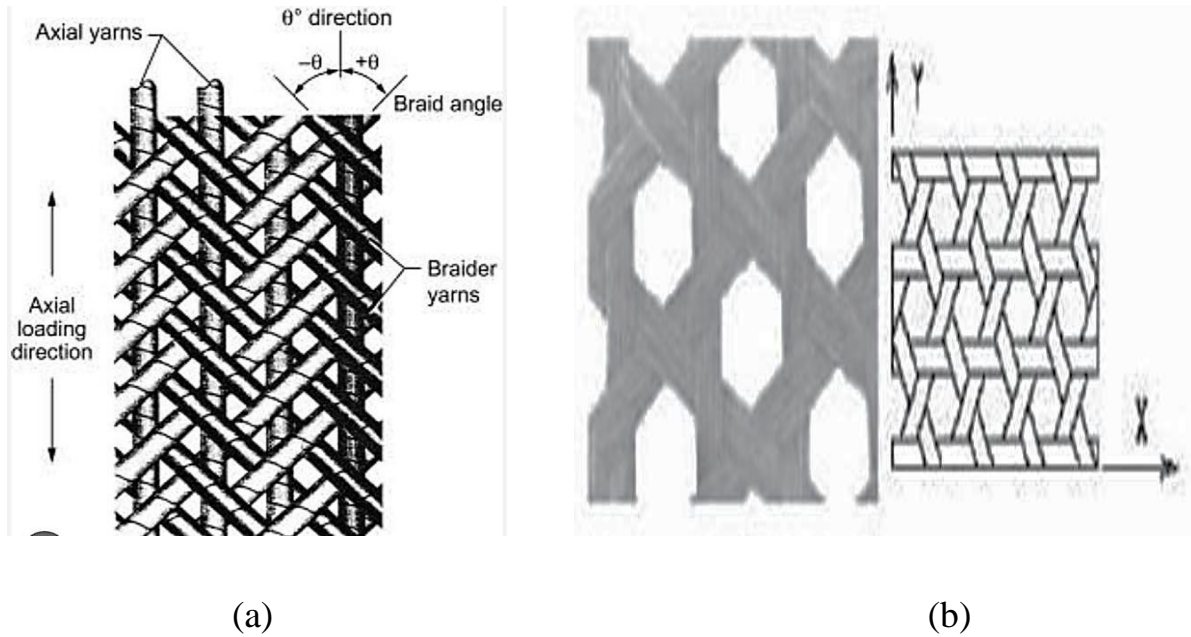 θ° direction
Axial yarns
–θ +θ
Braid angle
Axial
loading
direction
Braider
yarns
Y
X
(a) (b)